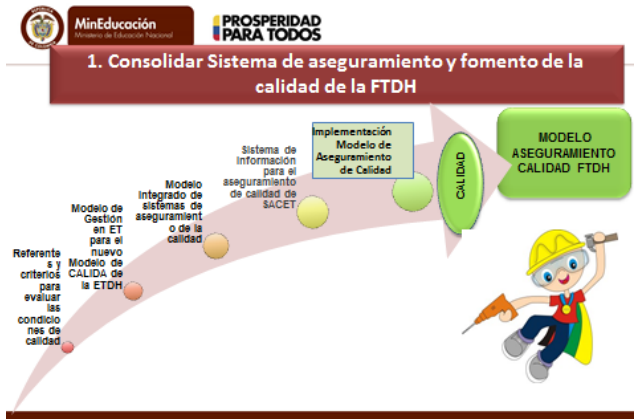 MinEducación
Ministerio de Educación Nacional
PROSPERIDAD
PARA TODOS
1. Consolidar Sistema de aseguramiento y fomento de la
calidad de la FTDH
Referente
s y
criterios
para
evaluar
las
condicio
nes de
calidad
Modelo de
Gestión
en ET
para el
nuevo
Modelo de
CALIDA de
la ETDH
Modelo
Integrado de
sistemas de
aseguramient
o de la
calidad
Sistema de
Información
para el
aseguramiento
de calidad de
SACET
Implementación
Modelo de
Aseguramiento
de Calidad
CALIDAD
MODELO
ASEGURAMIENTO
CALIDAD FTDH